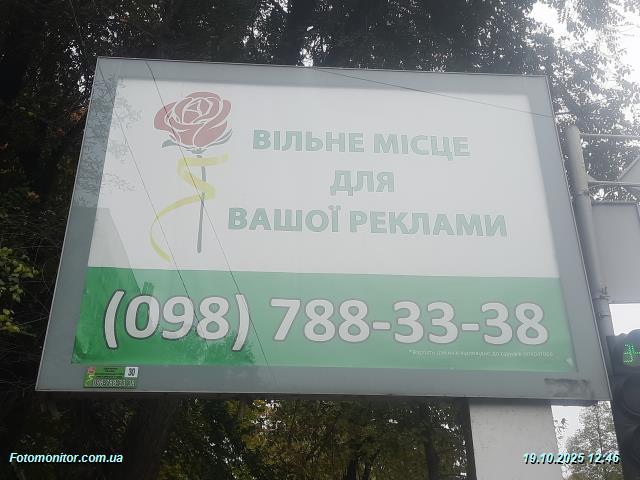 ВІЛЬНЕ МІСЦЕ
ДЛЯ
ВАШОЇ РЕКЛАМИ
(098) 788-33-38
30
098-788-33-38
Fotomonitor.com.ua
19.10.2025 12:46